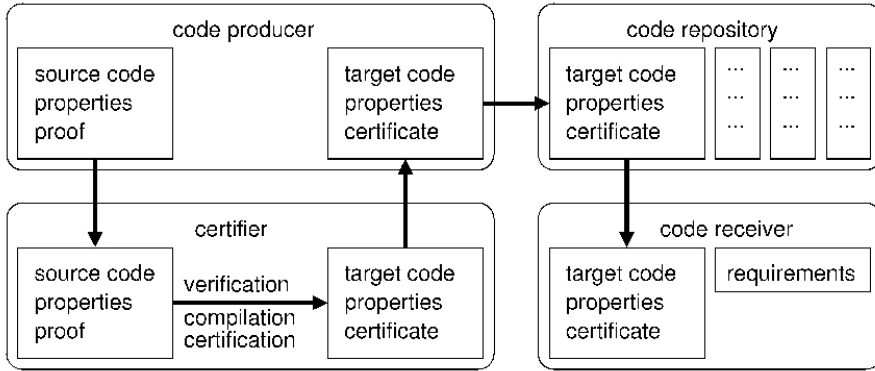 code producer
source code
properties
proof
target code
properties
certificate
code repository
target code
properties
certificate
... ... ...
... ... ...
... ... ...
certifier
source code
properties
proof
verification
compilation
certification
target code
properties
certificate
code receiver
target code
properties
certificate
requirements